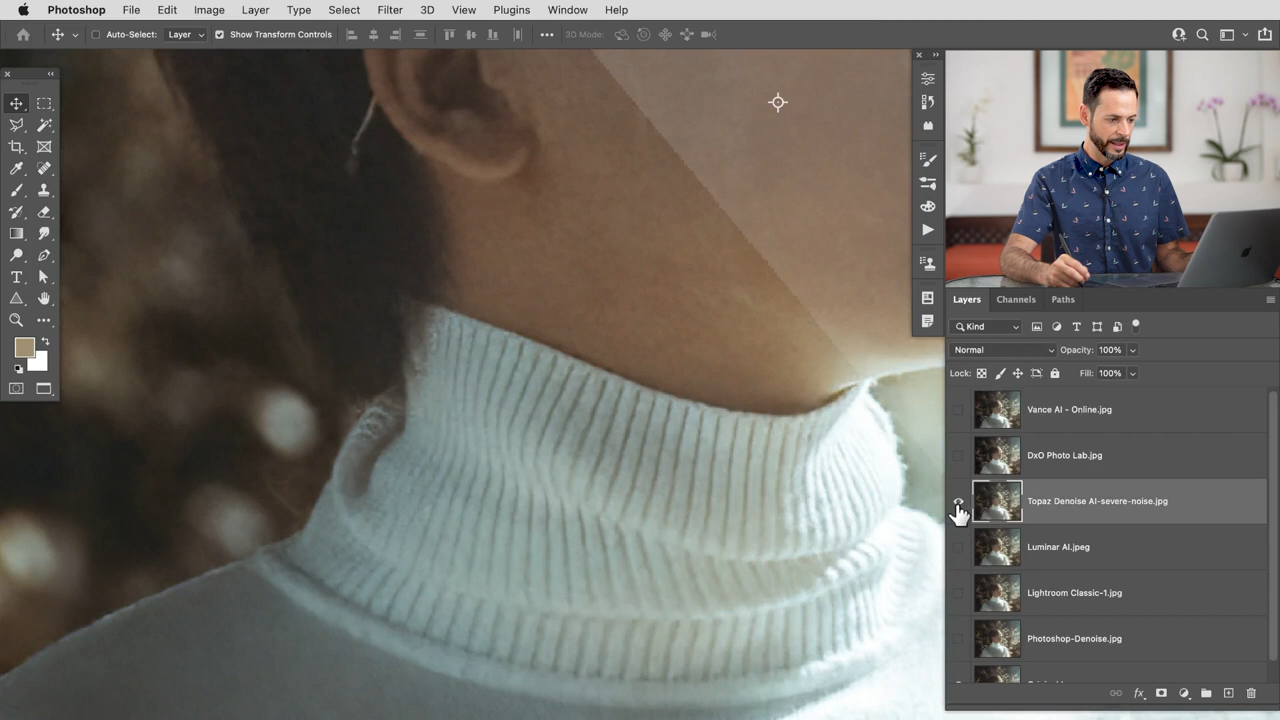 Photoshop File Edit Image Layer Type Select Filter 3D View Plugins Window Help
Auto-Select: Layer Show Transform Controls 3D Mode:
Layers Channels Paths
Kind
Normal Opacity: 100%
Lock: Fill: 100%
Vance AI - Online.jpg
DxO Photo Lab.jpg
Topaz Denoise AI-severe-noise.jpg
Luminar AI.jpeg
Lightroom Classic-1.jpg
Photoshop-Denoise.jpg
fx